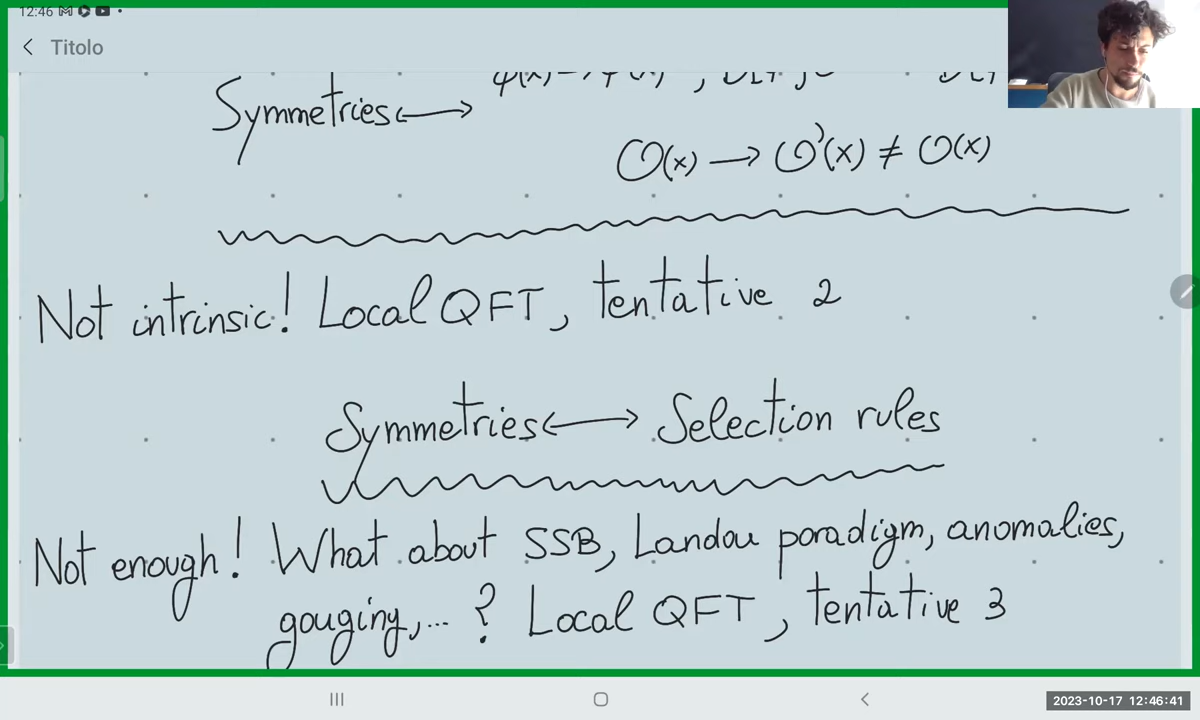 12:46
Titolo
Symmetries ⟷
O(x) → O'(x) ≠ O(x)
Not intrinsic! Local QFT, tentative 2
Symmetries ⟷ Selection rules
Not enough! What about SSB, Landau paradigm, anomalies,
gauging,... ? Local QFT, tentative 3
2023-10-17 12:46:41